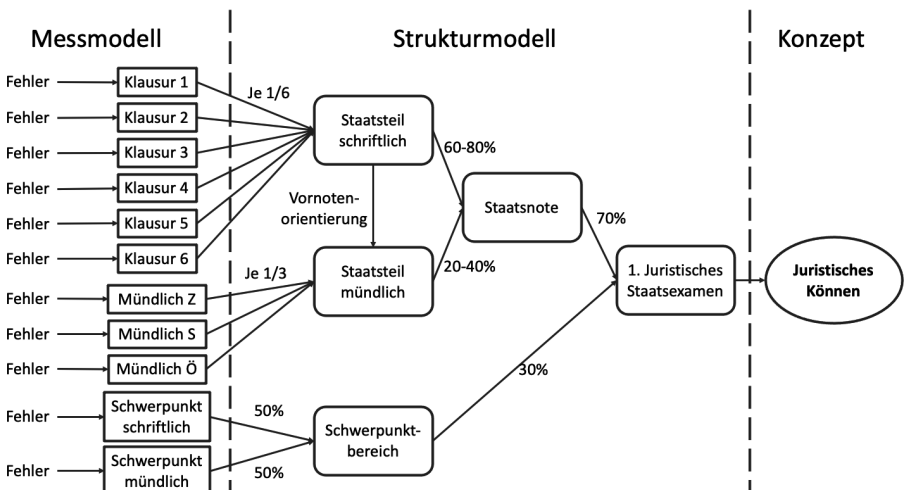 Messmodell
Strukturmodell
Konzept
Fehler
Klausur 1
Je 1/6
Fehler
Klausur 2
Fehler
Klausur 3
Fehler
Klausur 4
Fehler
Klausur 5
Fehler
Klausur 6
Staatsteil
schriftlich
60-80%
Vornoten-
orientierung
Staatsnote
70%
Je 1/3
Staatsteil
mündlich
20-40%
1. Juristisches
Staatsexamen
Juristisches
Können
Fehler
Mündlich Z
Fehler
Mündlich S
Fehler
Mündlich Ö
30%
Fehler
Schwerpunkt
schriftlich
50%
Schwerpunkt-
bereich
Fehler
Schwerpunkt
mündlich
50%